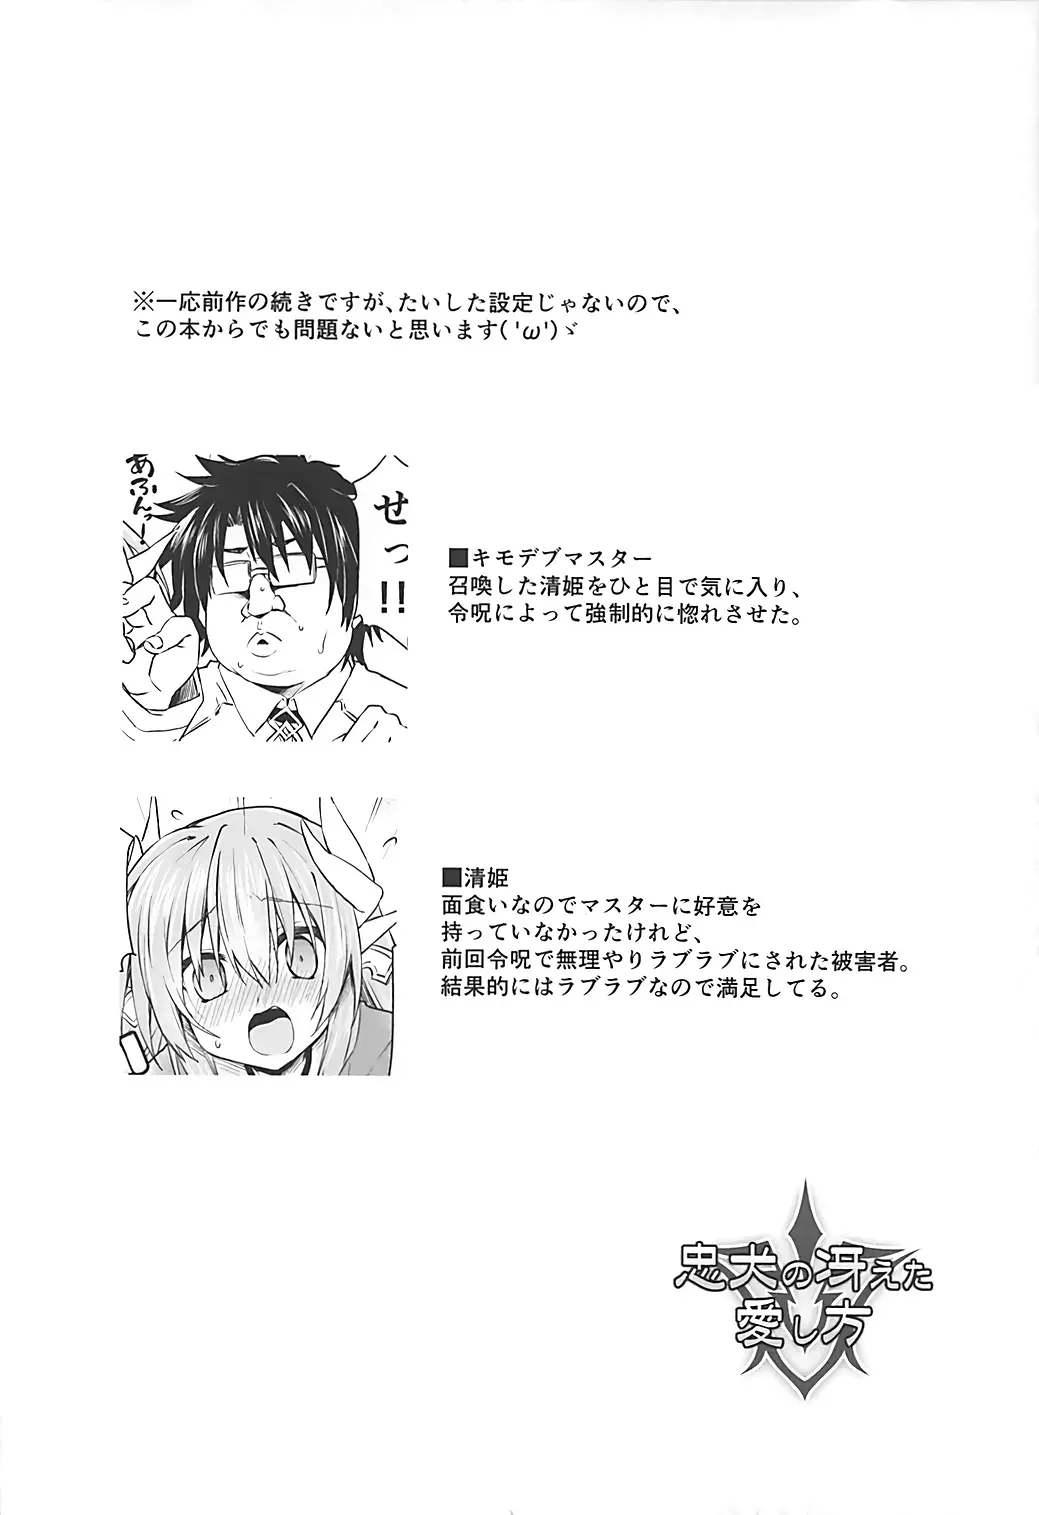 ※一応前作の続きですが、たいした設定じゃないので、
この本からでも問題ないと思います( 'ω')ゞ
あふんっー!
せっ!!
■キモデブマスター
召喚した清姫をひと目で気に入り、
令呪によって強制的に惚れさせた。
■清姫
面食いなのでマスターに好意を
持っていなかったけれど、
前回令呪で無理やりラブラブにされた被害者。
結果的にはラブラブなので満足してる。
忠犬の冴えた
愛し方